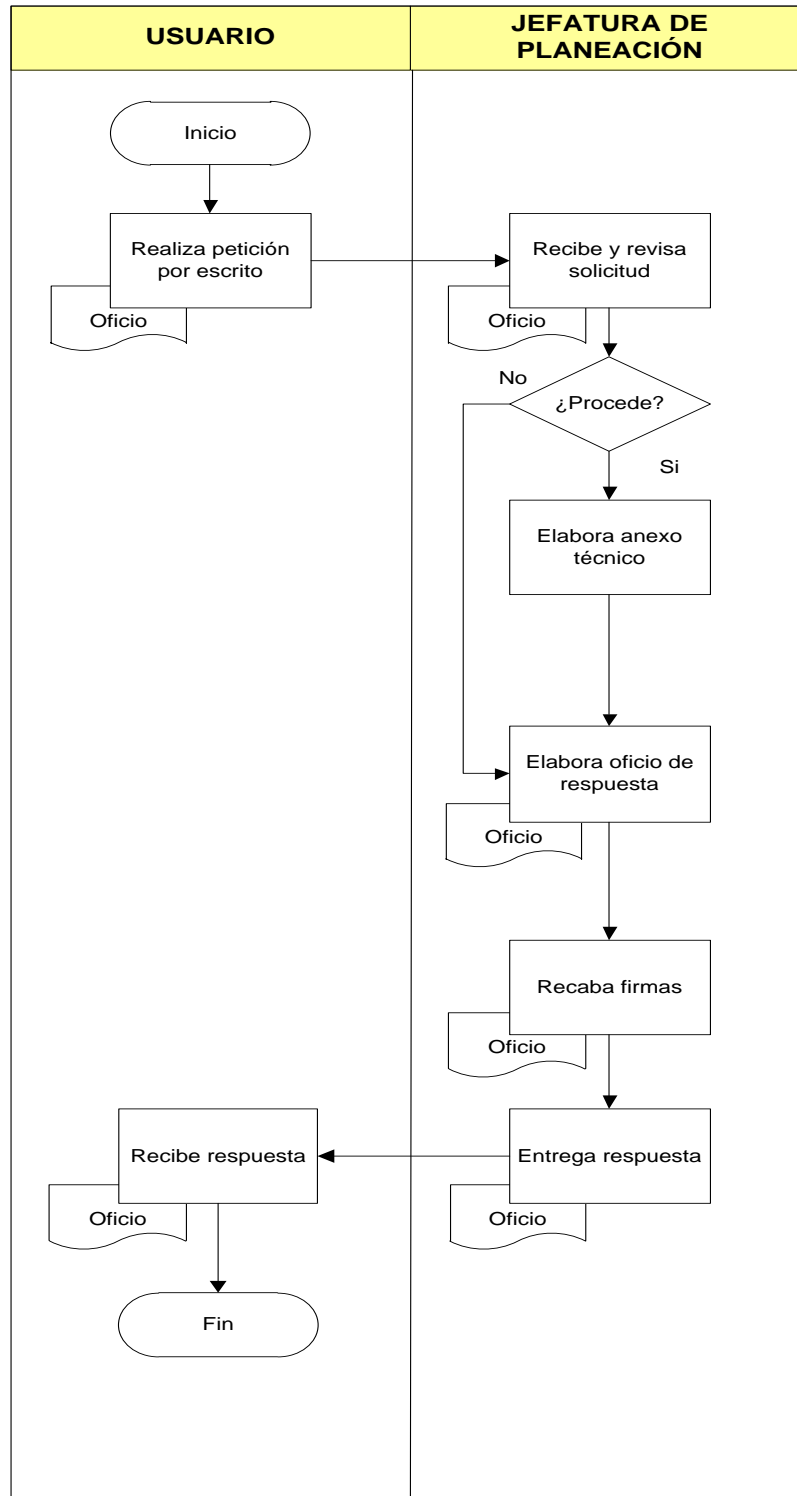 USUARIO
JEFATURA DE
PLANEACIÓN
Inicio
Realiza petición
por escrito
Oficio
Recibe y revisa
solicitud
Oficio
No
¿Procede?
Si
Elabora anexo
técnico
Elabora oficio de
respuesta
Oficio
Recaba firmas
Oficio
Entrega respuesta
Oficio
Recibe respuesta
Oficio
Fin